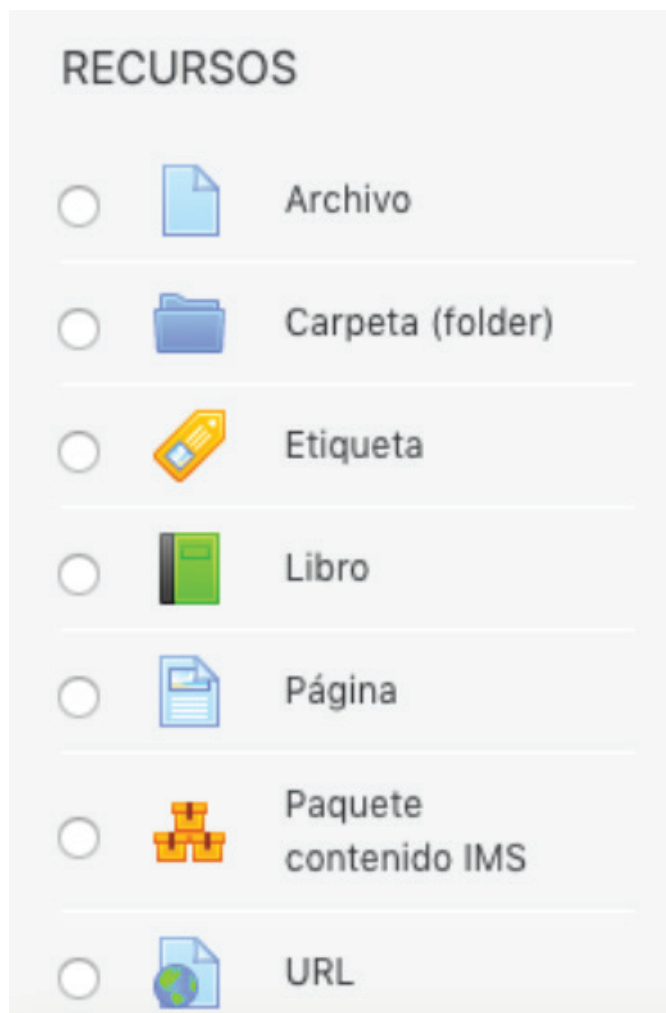 RECURSOS
Archivo
Carpeta (folder)
Etiqueta
Libro
Página
Paquete
contenido IMS
URL